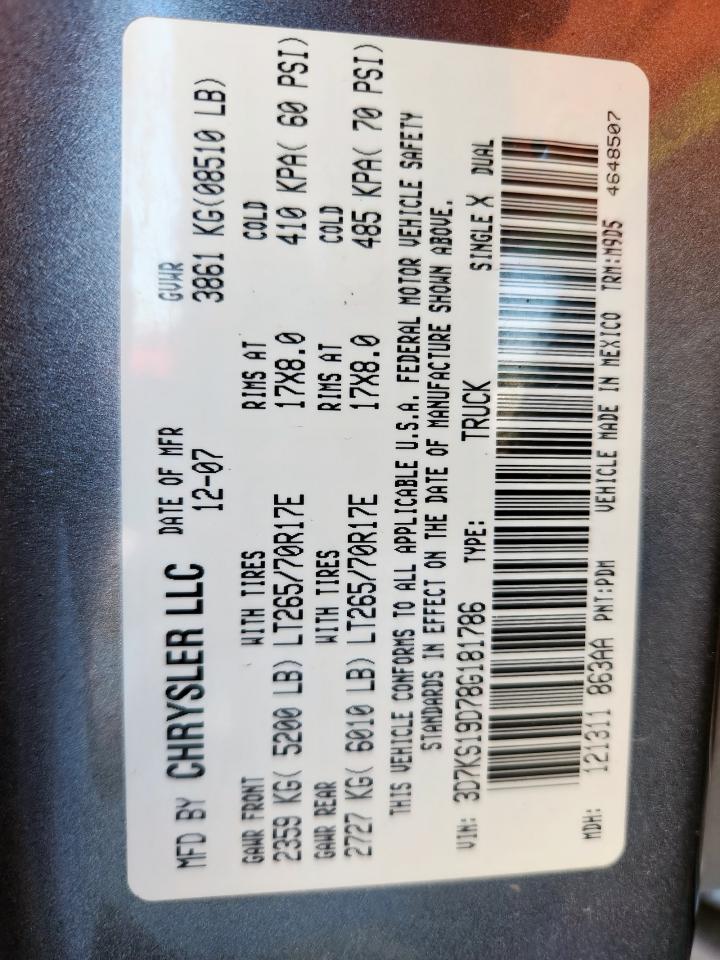 MFD BY CHRYSLER LLC DATE OF MFR GVWR
12-07 3861 KG(08510 LB)
GAWR FRONT WITH TIRES RIMS AT COLD
2359 KG( 5200 LB) LT265/70R17E 17X8.0 410 KPA( 60 PSI)
GAWR REAR WITH TIRES RIMS AT COLD
2727 KG( 6010 LB) LT265/70R17E 17X8.0 485 KPA( 70 PSI)
THIS VEHICLE CONFORMS TO ALL APPLICABLE U.S.A. FEDERAL MOTOR VEHICLE SAFETY
STANDARDS IN EFFECT ON THE DATE OF MANUFACTURE SHOWN ABOVE.
VIN: 3D7KS19D78G181786 TYPE: TRUCK SINGLE X DUAL
MDH: 121311 863AA PNT:PDM VEHICLE MADE IN MEXICO TRM:M9D5 4648507